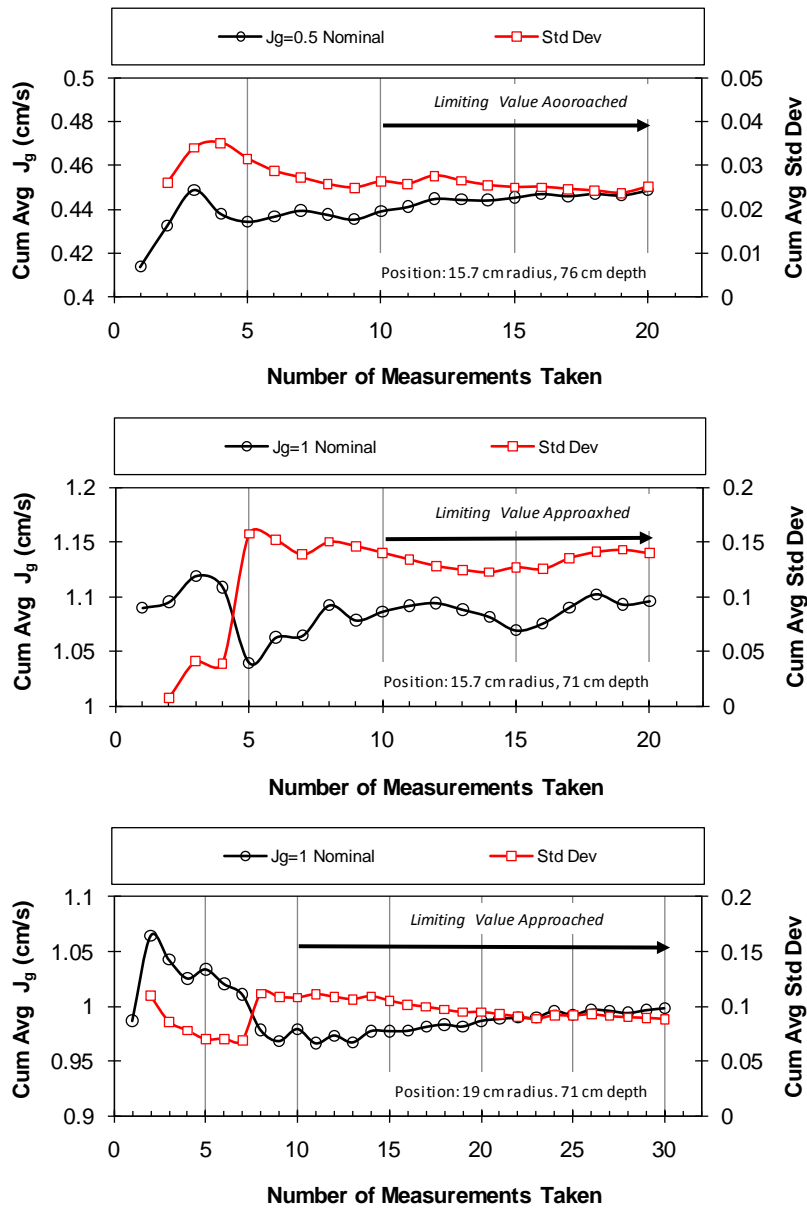 Jg=0.5 Nominal Std Dev
0.5 0.05
Limiting Value Aooroached
0.48 0.04
0.46 0.03
0.44 0.02
0.42 0.01
Position: 15.7 cm radius, 76 cm depth
0.4 0
Cum Avg Jg (cm/s)
Cum Avg Std Dev
0 5 10 15 20
Number of Measurements Taken
Jg=1 Nominal Std Dev
1.2 0.2
Limiting Value Approaxhed
1.15 0.15
1.1 0.1
1.05 0.05
Position: 15.7 cm radius, 71 cm depth
1 0
Cum Avg Jg (cm/s)
Cum Avg Std Dev
0 5 10 15 20
Number of Measurements Taken
Jg=1 Nominal Std Dev
1.1 0.2
Limiting Value Approached
1.05 0.15
1 0.1
0.95 0.05
Position: 19 cm radius. 71 cm depth
0.9 0
Cum Avg Jg (cm/s)
Cum Avg Std Dev
0 5 10 15 20 25 30
Number of Measurements Taken